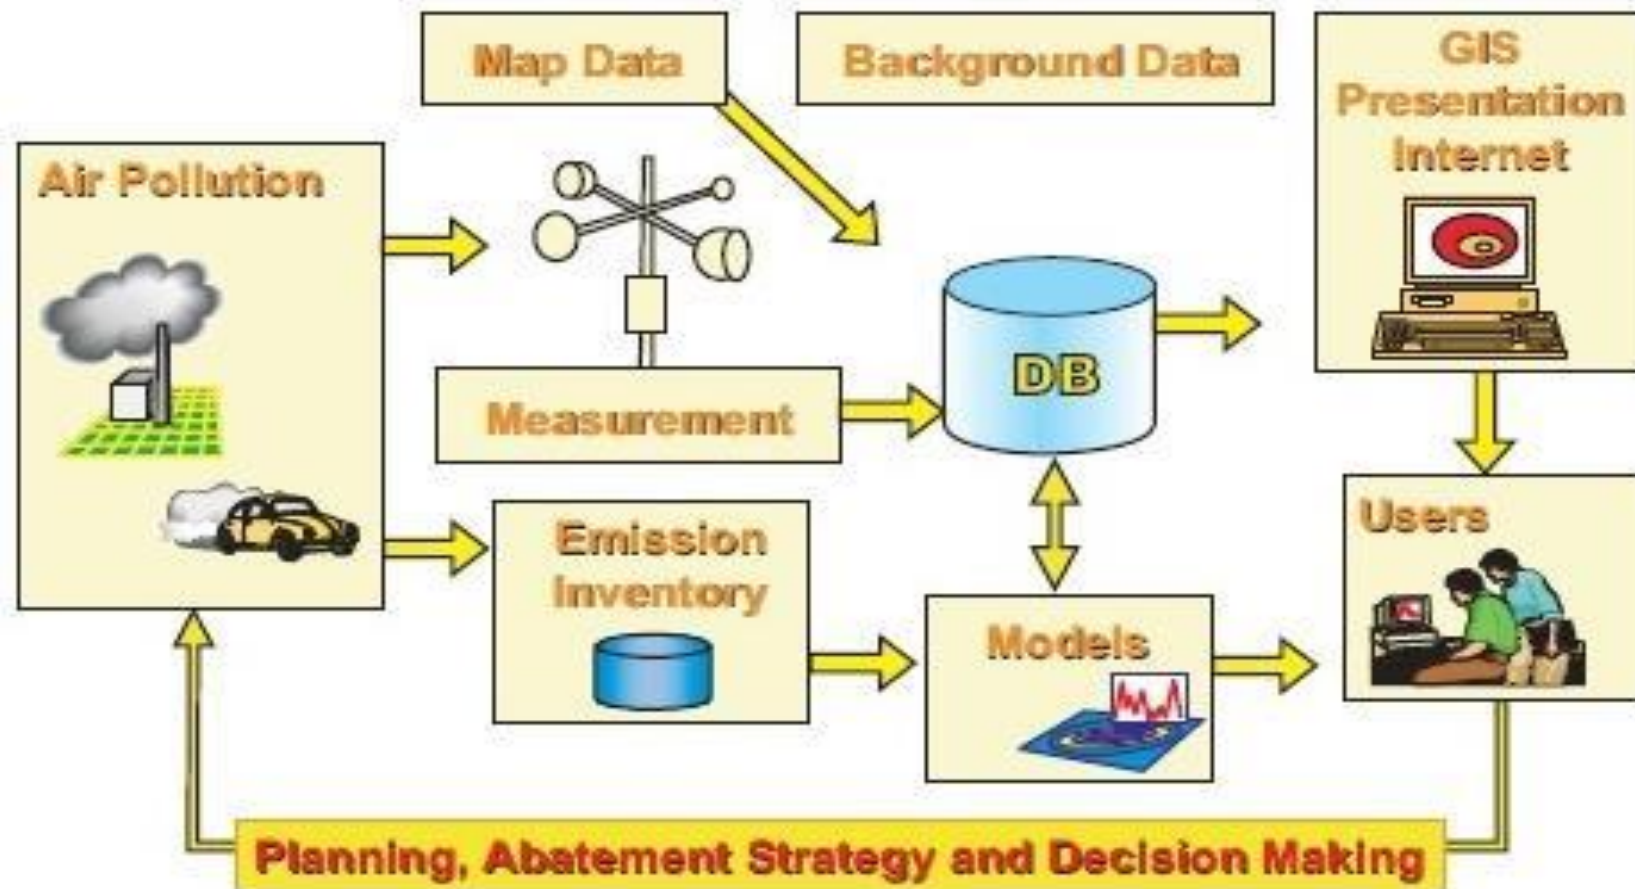 Map Data
Background Data
GIS
Presentation
Internet
Air Pollution
DB
Measurement
Emission
Inventory
Users
Models
Planning, Abatement Strategy and Decision Making